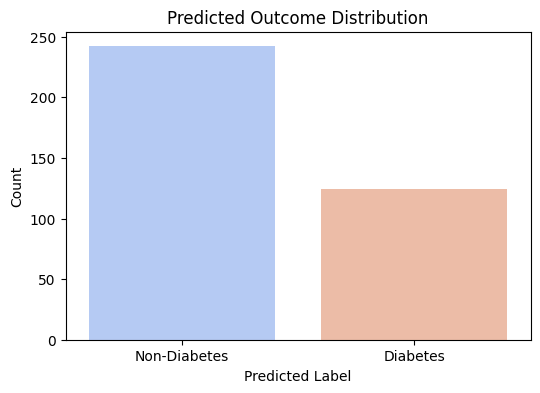 Predicted Outcome Distribution
250
200
150
100
50
0
Count
Non-Diabetes
Diabetes
Predicted Label